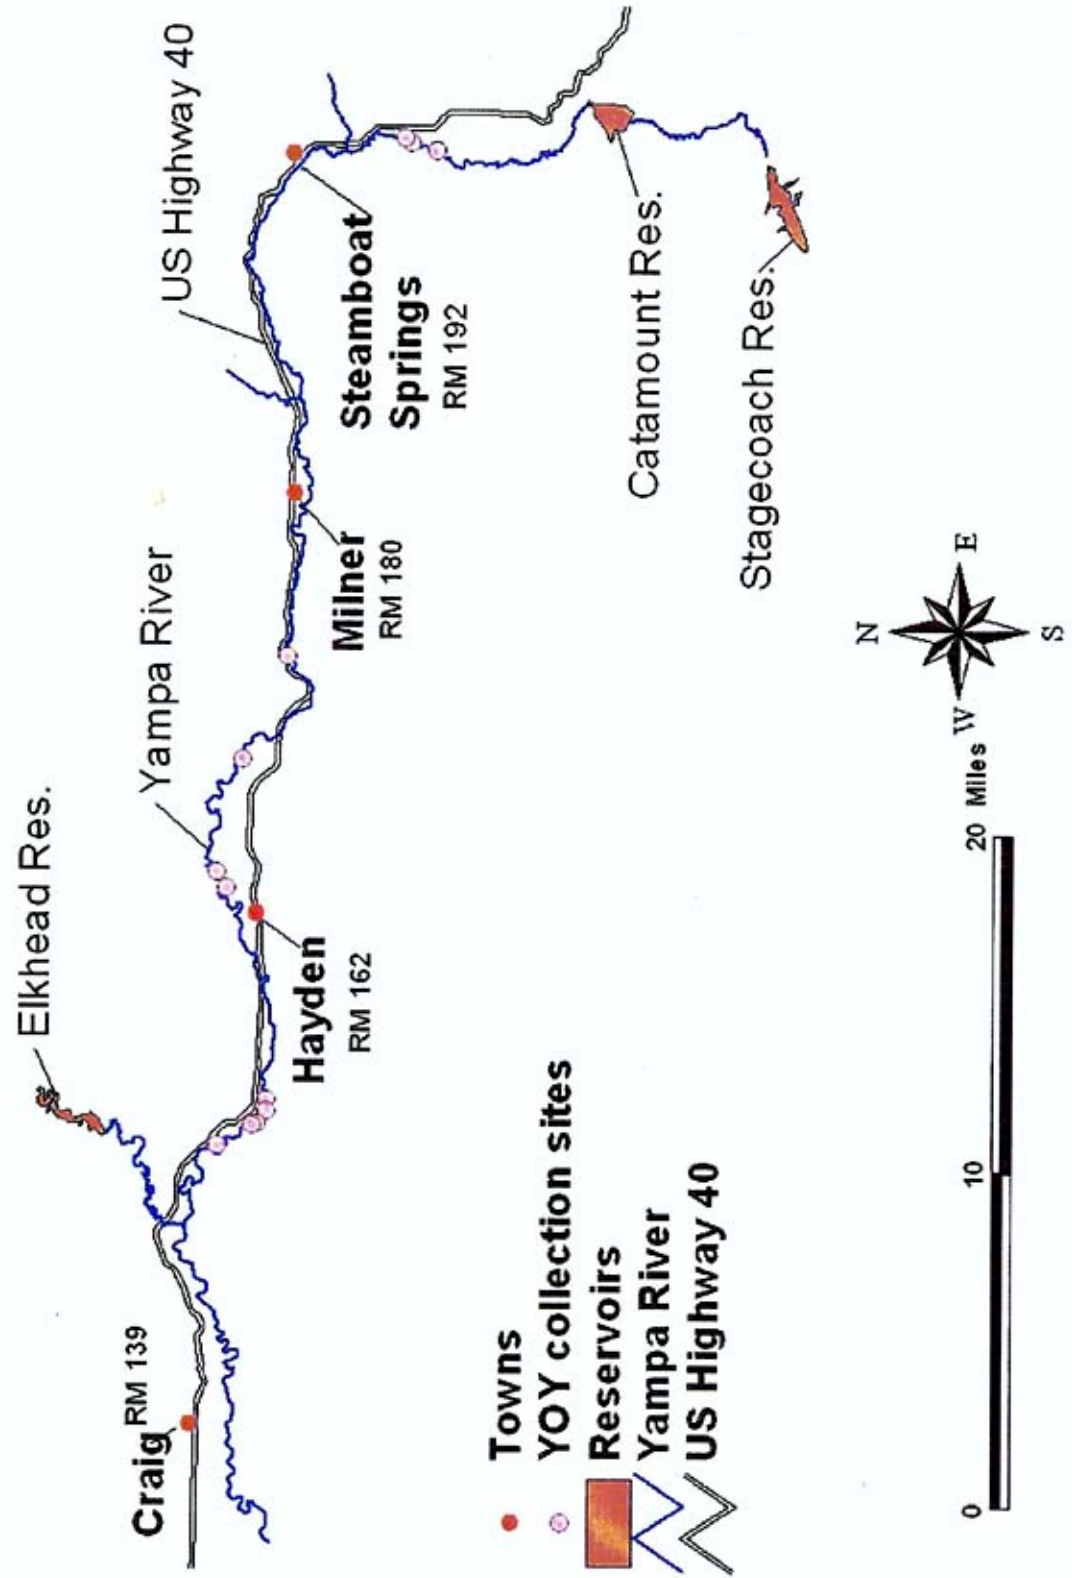 Elkhead Res.
Yampa River
US Highway 40
Craig RM 139
Hayden
RM 162
Milner
RM 180
Steamboat
Springs
RM 192
Catamount Res.
Stagecoach Res.
Towns
YOY collection sites
Reservoirs
Yampa River
US Highway 40
N
W
E
S
0
10
20 Miles